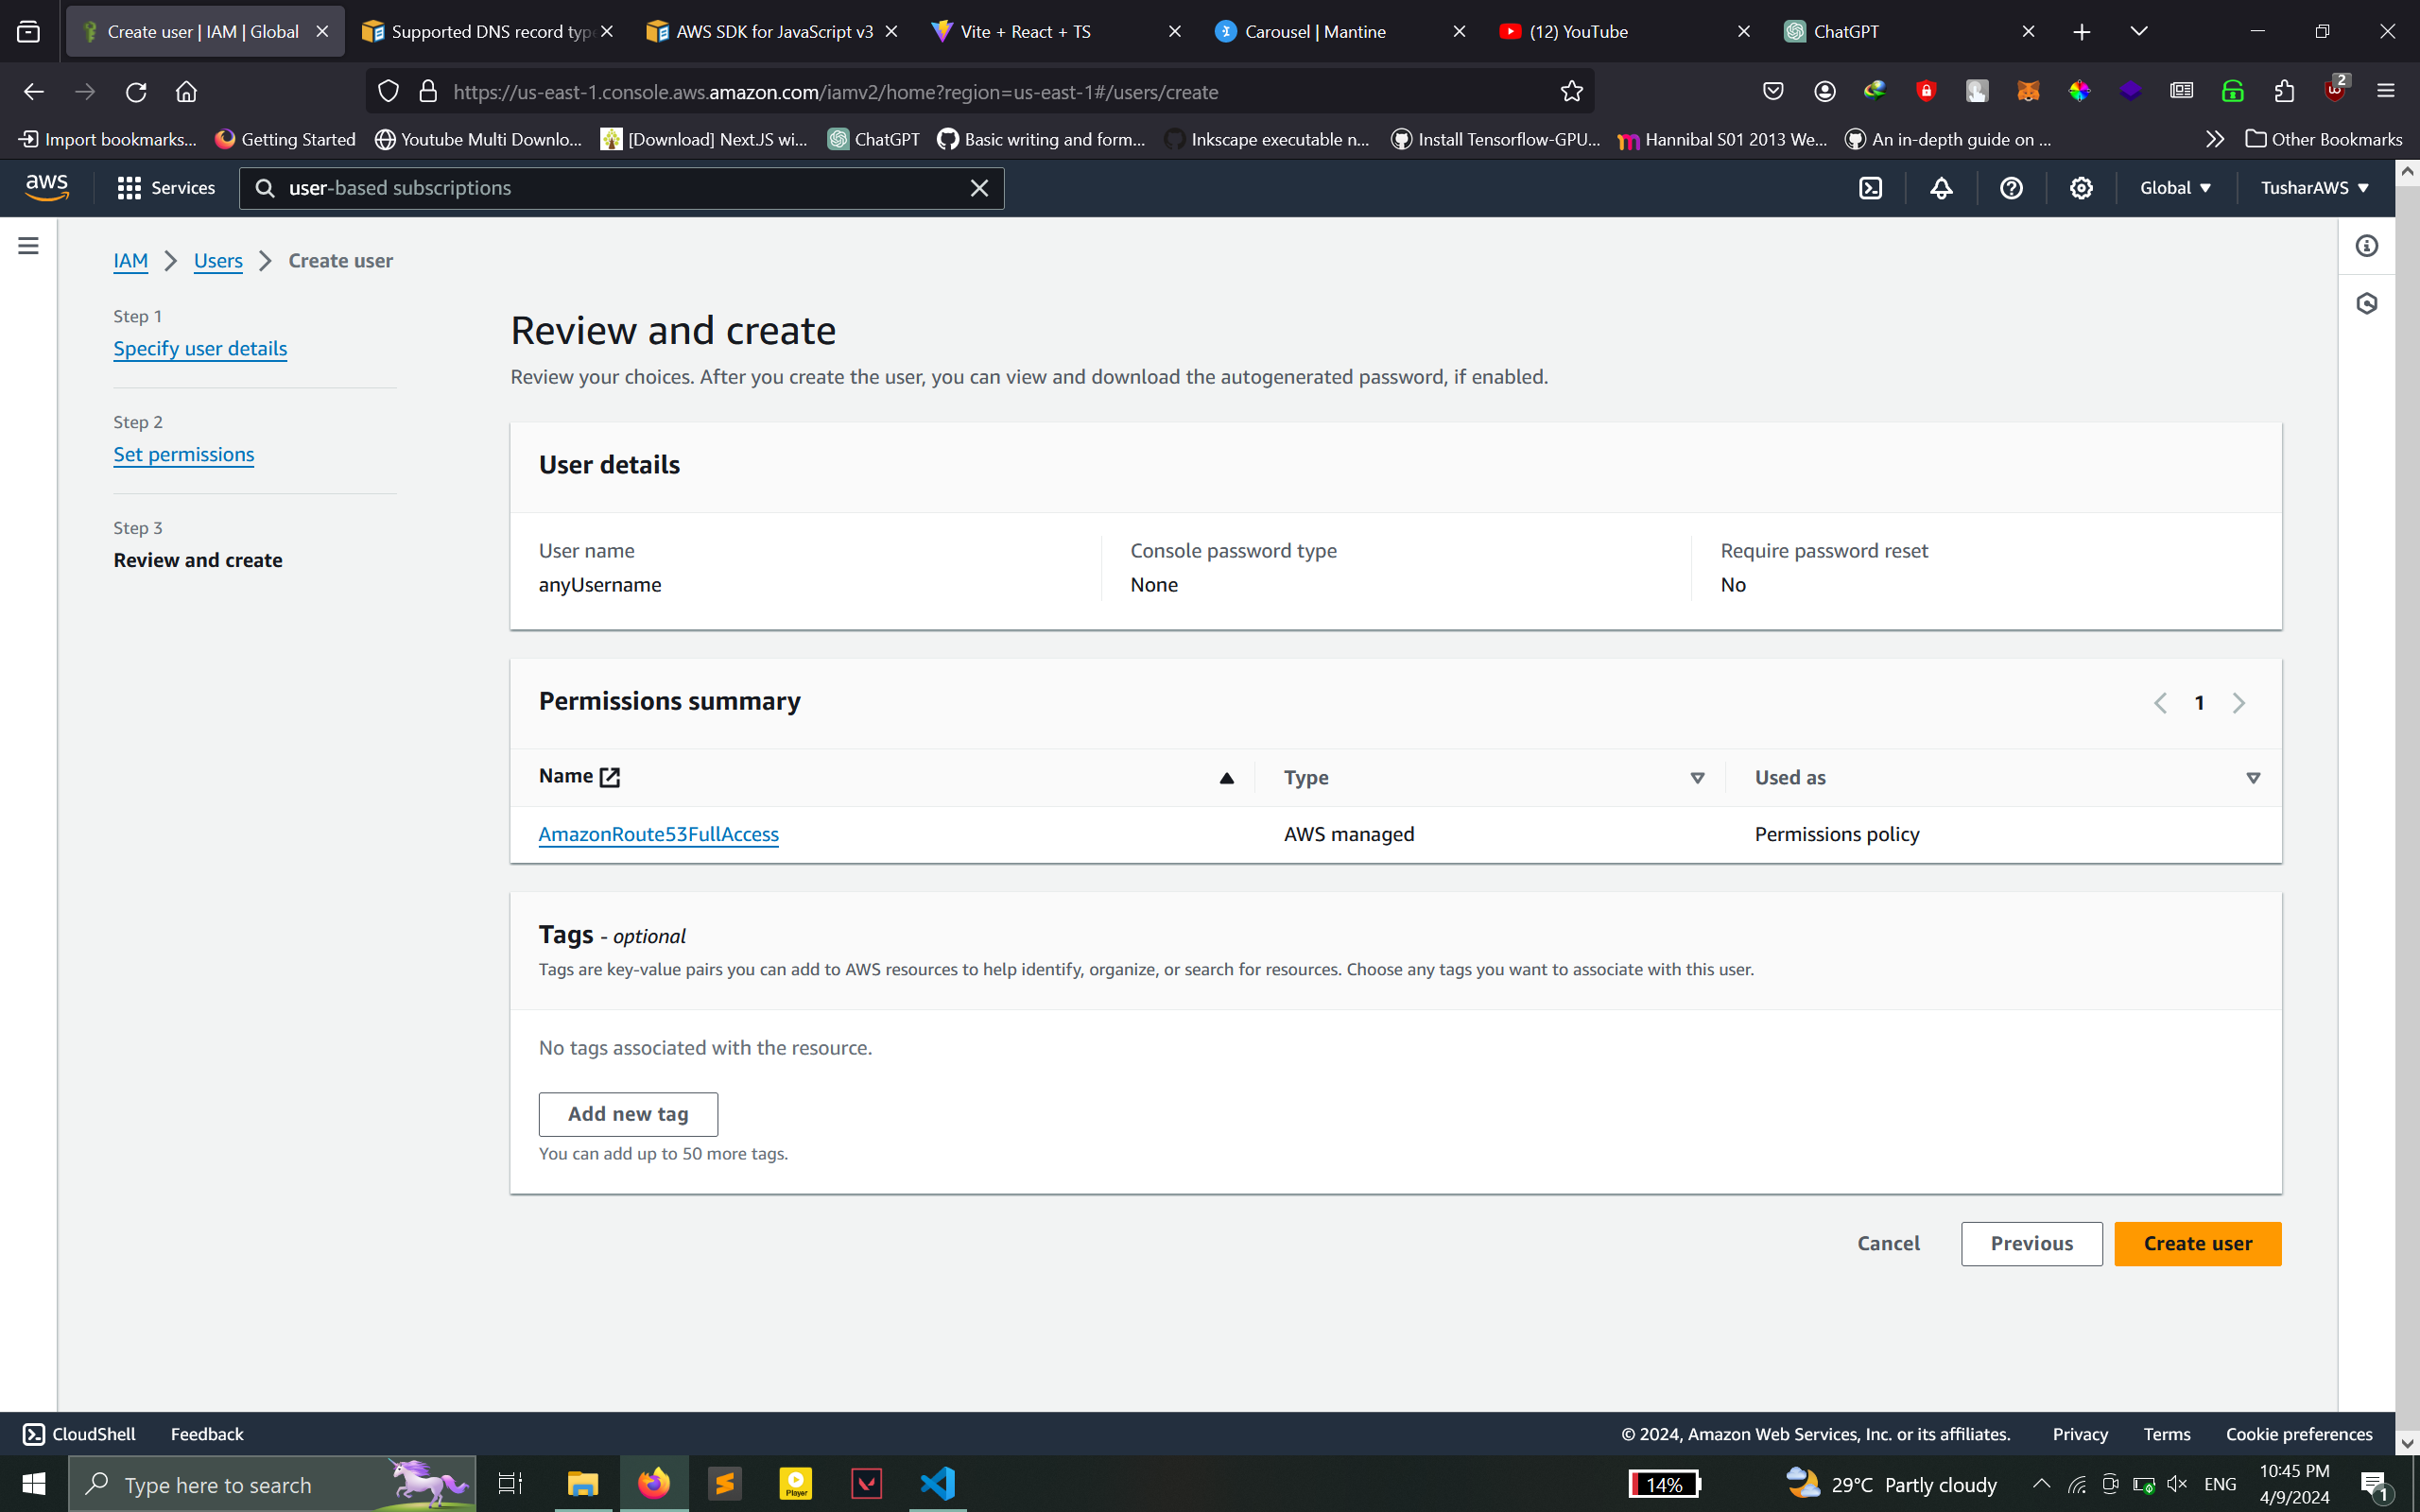 Create user | IAM | Global
Supported DNS record type
AWS SDK for JavaScript v3
Vite + React + TS
Carousel | Mantine
(12) YouTube
ChatGPT
https://us-east-1.console.aws.amazon.com/iamv2/home?region=us-east-1#/users/create
2
Import bookmarks...
Getting Started
Youtube Multi Downlo...
[Download] NextJS wi...
ChatGPT
Basic writing and form...
Inkscape executable n...
Install Tensorflow-GPU...
Hannibal S01 2013 We...
An in-depth guide on ...
Other Bookmarks
aws
Services
user-based subscriptions
Global
TusharAWS
IAM
Users
Create user
Step 1
Specify user details
Step 2
Set permissions
Step 3
Review and create
Review and create
Review your choices. After you create the user, you can view and download the autogenerated password, if enabled.
User details
User name
anyUsername
Console password type
None
Require password reset
No
Permissions summary
1
Name
Type
Used as
AmazonRoute53FullAccess
AWS managed
Permissions policy
Tags - optional
Tags are key-value pairs you can add to AWS resources to help identify, organize, or search for resources. Choose any tags you want to associate with this user.
No tags associated with the resource.
Add new tag
You can add up to 50 more tags.
Cancel
Previous
Create user
CloudShell
Feedback
© 2024, Amazon Web Services, Inc. or its affiliates.
Privacy
Terms
Cookie preferences
Type here to search
Player
14%
29°C Partly cloudy
ENG
10:45 PM
4/9/2024
1